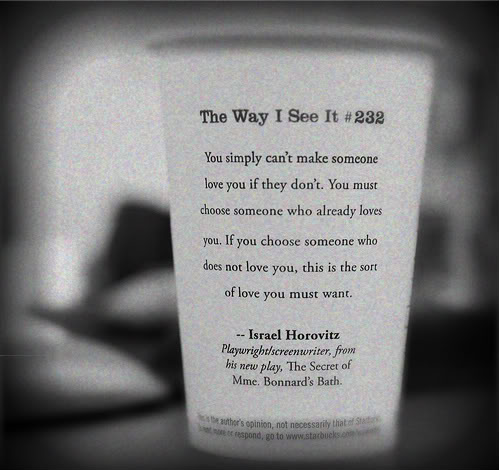 The Way I See It #232
You simply can't make someone
love you if they don't. You must
choose someone who already loves
you. If you choose someone who
does not love you, this is the sort
of love you must want.
-- Israel Horovitz
Playwright/screenwriter, from
his new play, The Secret of
Mme. Bonnard's Bath.
is the author's opinion, not necessarily that of
or respond, go to www.starbucks.com